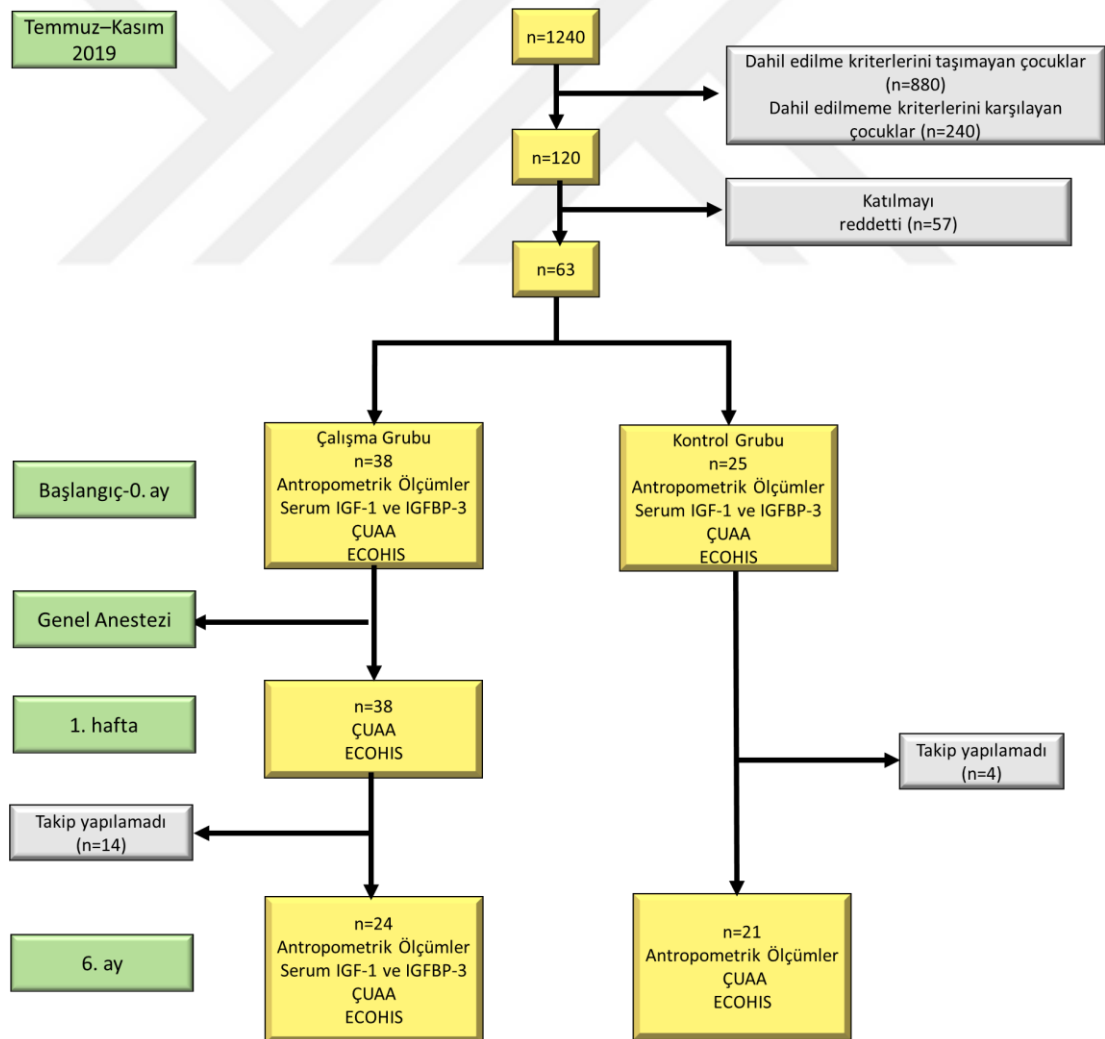 Temmuz–Kasım
2019
n=1240
Dahil edilme kriterlerini taşımayan çocuklar
(n=880)
Dahil edilmeme kriterlerini karşılayan
çocuklar (n=240)
n=120
Katılmayı
reddetti (n=57)
n=63
Çalışma Grubu
n=38
Antropometrik Ölçümler
Serum IGF-1 ve IGFBP-3
ÇUAA
ECOHIS
Kontrol Grubu
n=25
Antropometrik Ölçümler
Serum IGF-1 ve IGFBP-3
ÇUAA
ECOHIS
Başlangıç-0. ay
Genel Anestezi
1. hafta
n=38
ÇUAA
ECOHIS
Takip yapılamadı
(n=4)
Takip yapılamadı
(n=14)
6. ay
n=24
Antropometrik Ölçümler
Serum IGF-1 ve IGFBP-3
ÇUAA
ECOHIS
n=21
Antropometrik Ölçümler
ÇUAA
ECOHIS